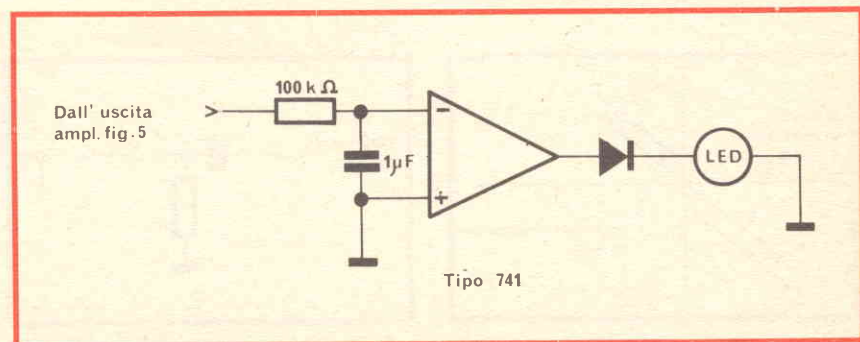 100 k Ω
Dall' uscita
ampl. fig. 5
1µF
-
+
LED
Tipo 741